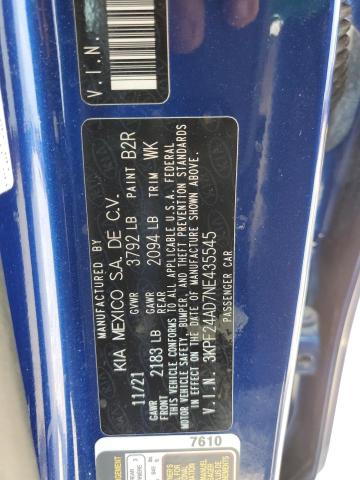 V.I.N.
MANUFACTURED BY
KIA MEXICO S.A. DE C.V.
GVWR 3792 LB PAINT B2R
11/21
GAWR 2183 LB GAWR REAR 2094 LB TRIM WK
THIS VEHICLE CONFORMS TO ALL APPLICABLE U.S.A. FEDERAL
MOTOR VEHICLE SAFETY, BUMPER, AND THEFT PREVENTION STANDARDS
IN EFFECT ON THE DATE OF MANUFACTURE SHOWN ABOVE.
V.I.N. 3KPF24AD7NE435545
PASSENGER CAR
7610
MANUAL